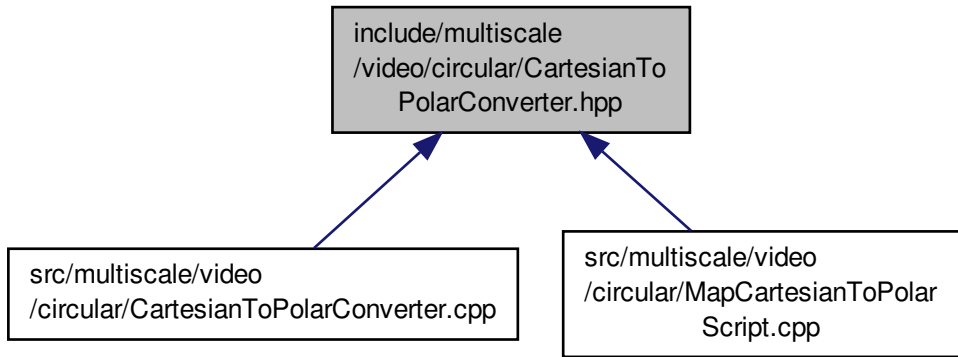 include/multiscale
/video/circular/CartesianTo
PolarConverter.hpp
src/multiscale/video
/circular/CartesianToPolarConverter.cpp
src/multiscale/video
/circular/MapCartesianToPolar
Script.cpp